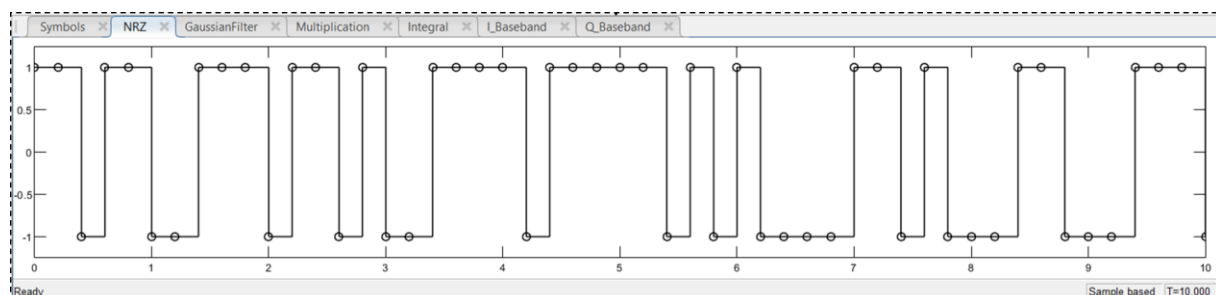 Symbols NRZ GaussianFilter Multiplication Integral I_Baseband Q_Baseband
1
0.5
0
-0.5
-1
0 1 2 3 4 5 6 7 8 9 10
Ready Sample based T=10.000